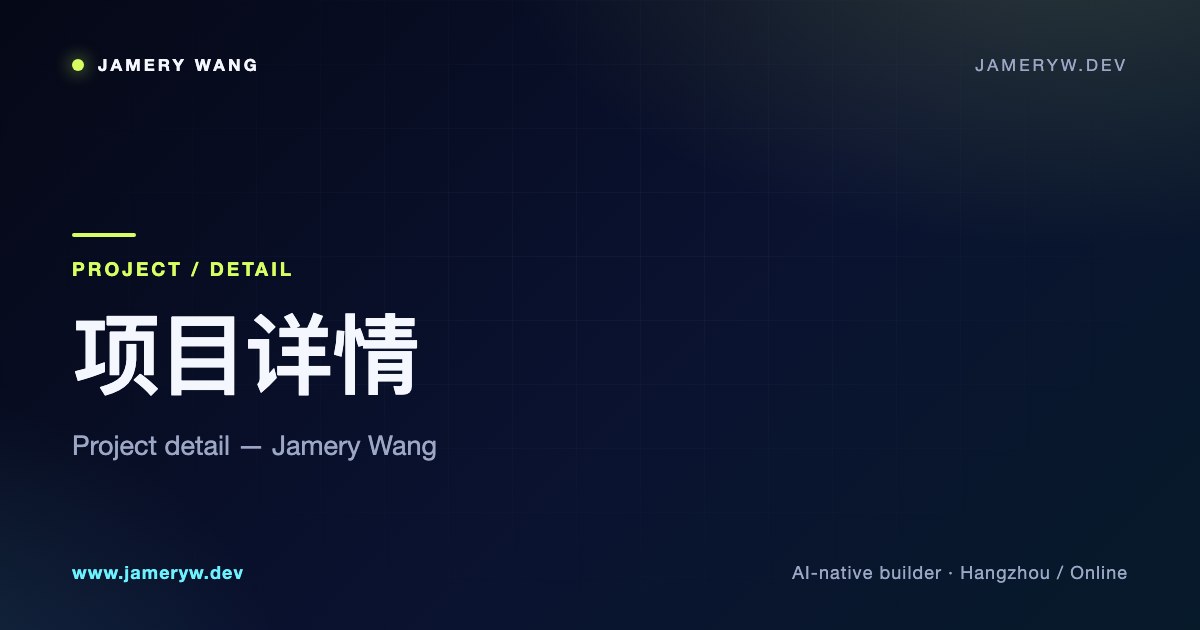 JAMERY WANG
JAMERYW.DEV
PROJECT / DETAIL
项目详情
Project detail — Jamery Wang
www.jameryw.dev
AI-native builder · Hangzhou / Online